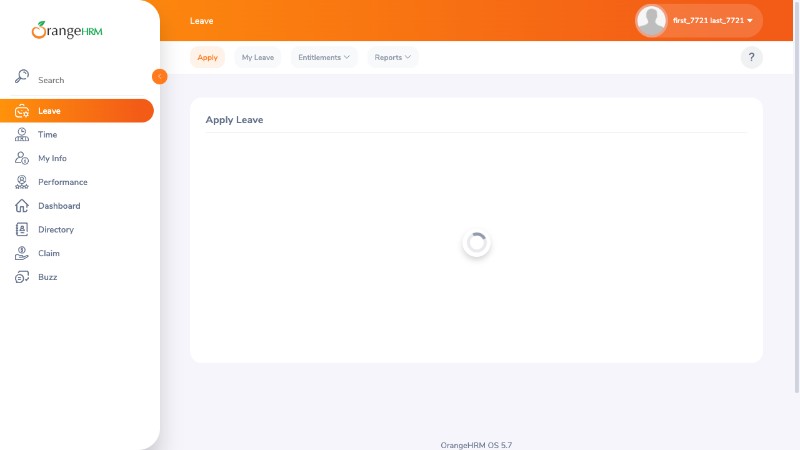 OrangeHRM
Leave
first_7721 last_7721
Apply
My Leave
Entitlements
Reports
?
Search
Leave
Time
My Info
Performance
Dashboard
Directory
Claim
Buzz
Apply Leave
OrangeHRM OS 5.7